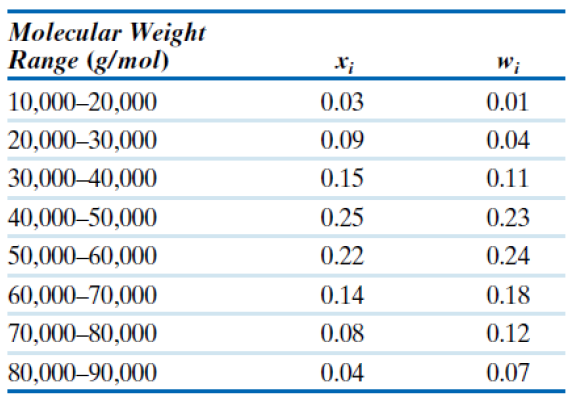 Molecular Weight
Range (g/mol) xi wi
10,000–20,000 0.03 0.01
20,000–30,000 0.09 0.04
30,000–40,000 0.15 0.11
40,000–50,000 0.25 0.23
50,000–60,000 0.22 0.24
60,000–70,000 0.14 0.18
70,000–80,000 0.08 0.12
80,000–90,000 0.04 0.07